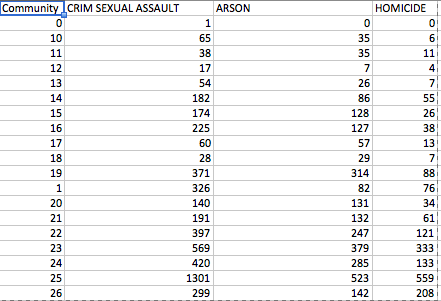 Community CRIM SEXUAL ASSAULT ARSON HOMICIDE
0 1 0 0
10 65 35 6
11 38 35 11
12 17 7 4
13 54 26 7
14 182 86 55
15 174 128 26
16 225 127 38
17 60 57 13
18 28 29 7
19 371 314 88
1 326 82 76
20 140 131 34
21 191 132 61
22 397 247 121
23 569 379 333
24 420 285 133
25 1301 523 559
26 299 142 208